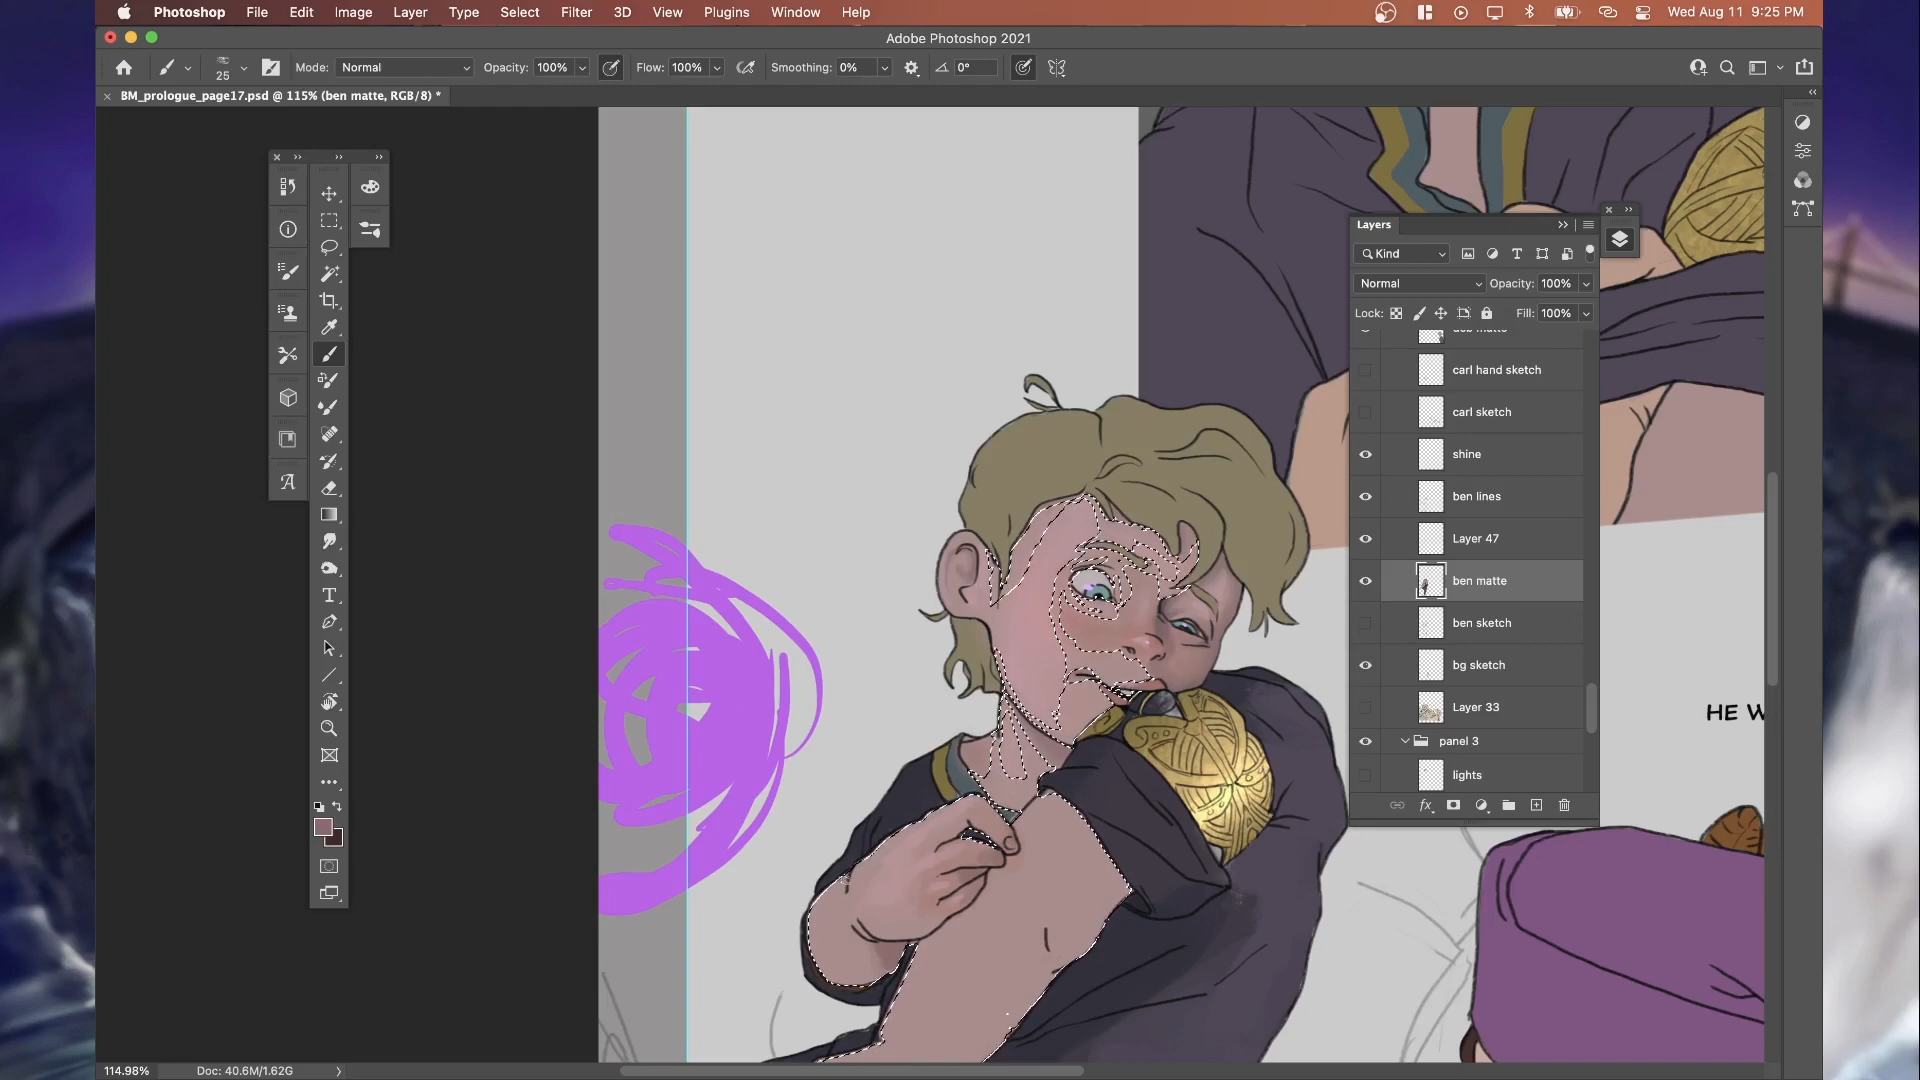 Photoshop File Edit Image Layer Type Select Filter 3D View Plugins Window Help Wed Aug 11 9:25 PM
Adobe Photoshop 2021
25 Mode: Normal Opacity: 100% Flow: 100% Smoothing: 0% 0°
BM_prologue_page17.psd @ 115% (ben matte, RGB/8) *
Layers
Kind
Normal Opacity: 100%
Lock: Fill: 100%
carl hand sketch
carl sketch
shine
ben lines
Layer 47
ben matte
ben sketch
bg sketch
Layer 33
HE W
panel 3
lights
fx
114.98% Doc: 40.6M/1.62G